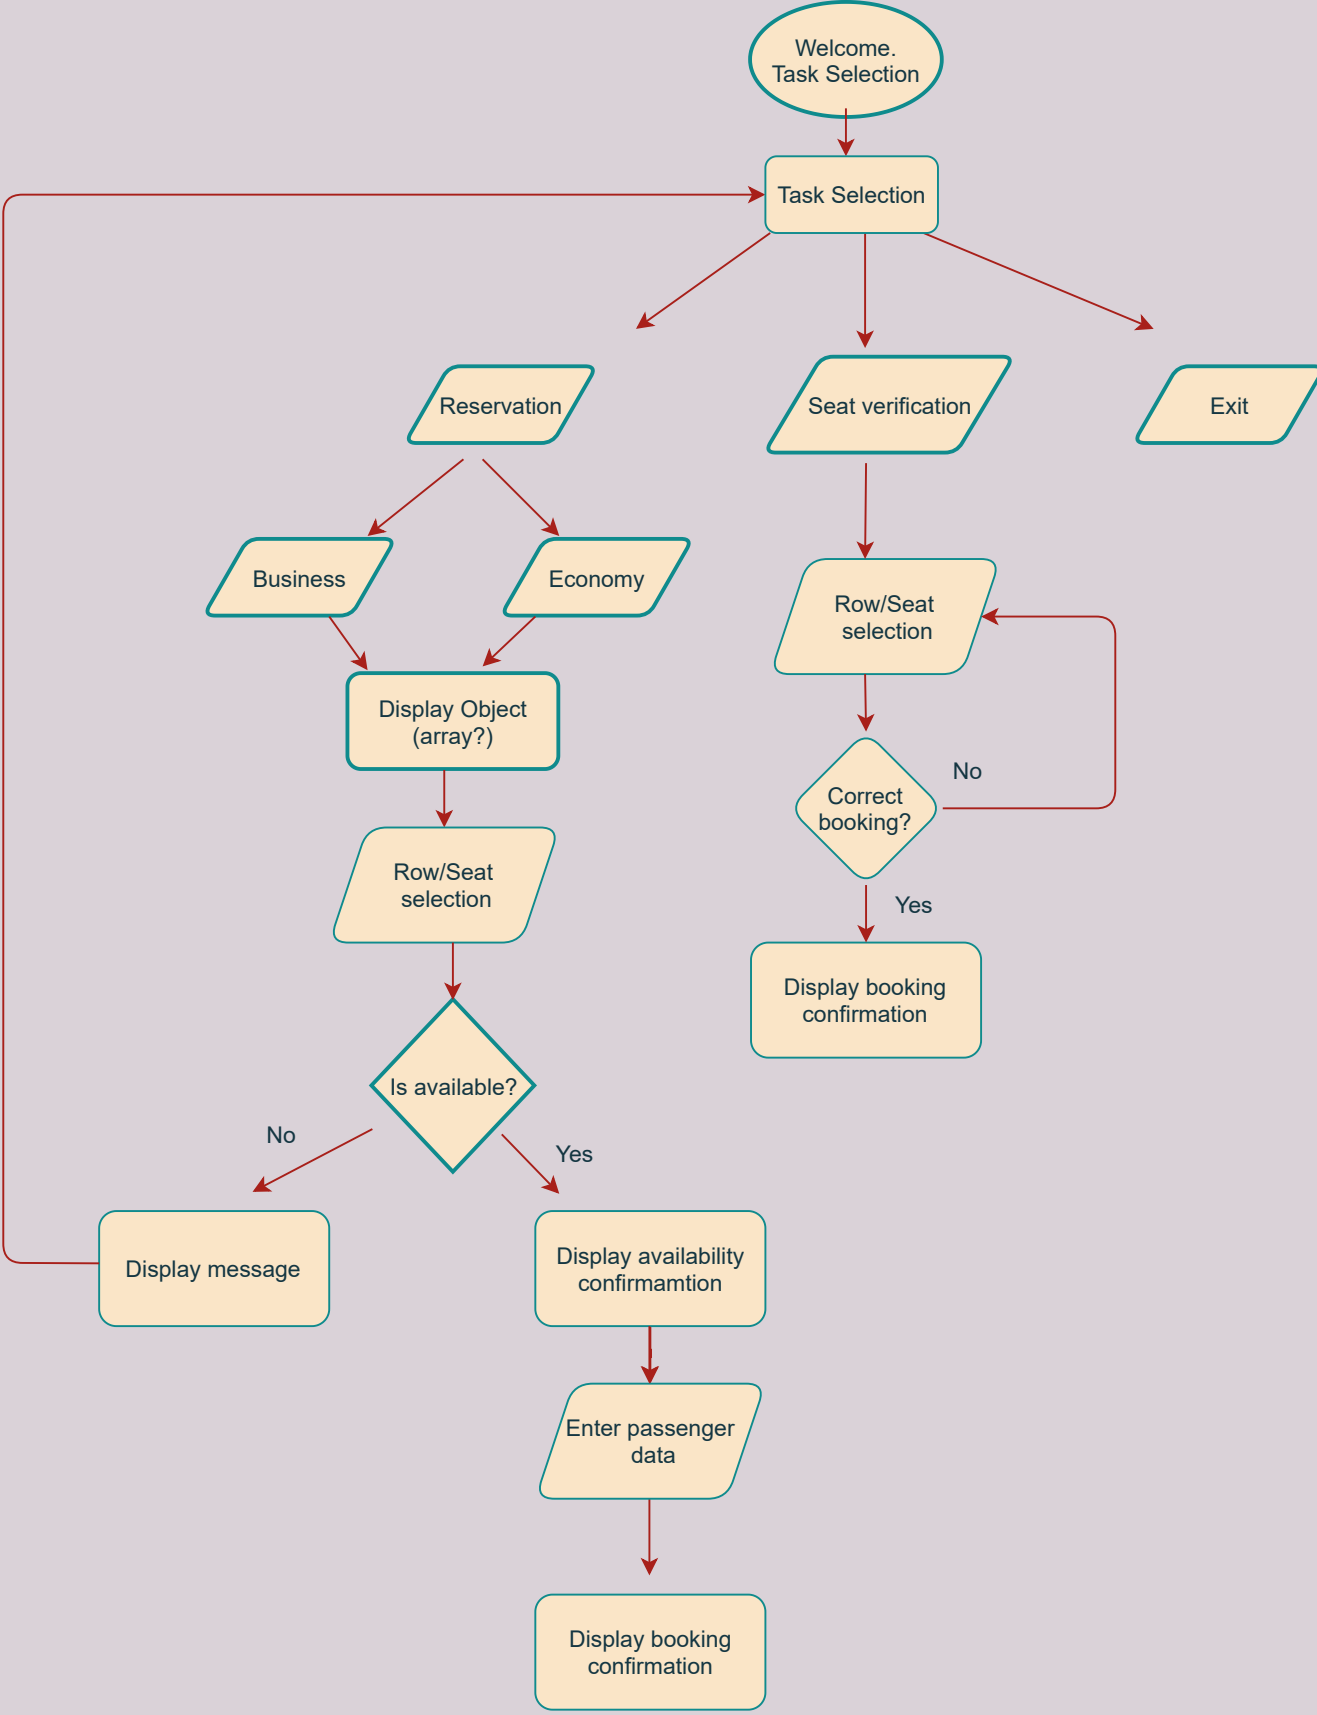 Welcome.
Task Selection
Task Selection
Reservation
Seat verification
Exit
Business
Economy
Row/Seat
selection
Display Object
(array?)
Correct
booking?
No
Row/Seat
selection
Yes
Display booking
confirmation
Is available?
No
Yes
Display message
Display availability
confirmamtion
Enter passenger
data
Display booking
confirmation